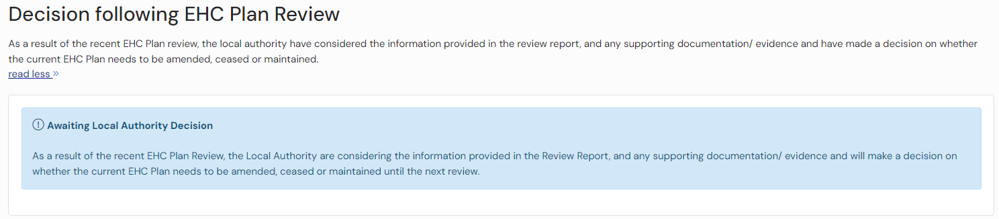 Decision following EHC Plan Review
As a result of the recent EHC Plan review, the local authority have considered the information provided in the review report, and any supporting documentation/ evidence and have made a decision on whether
the current EHC Plan needs to be amended, ceased or maintained.
read less »
Awaiting Local Authority Decision
As a result of the recent EHC Plan Review, the Local Authority are considering the information provided in the Review Report, and any supporting documentation/ evidence and will make a decision on
whether the current EHC Plan needs to be amended, ceased or maintained until the next review.